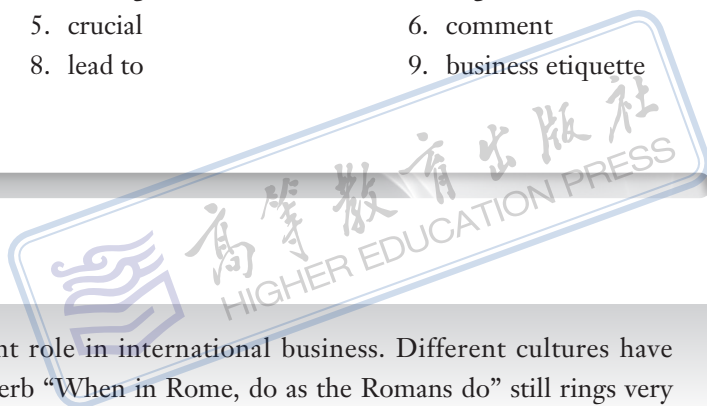 5. crucial 6. comment
8. lead to 9. business etiquette
高等教育出版社
HIGHER EDUCATION PRESS
nt role in international business. Different cultures have
erb “When in Rome, do as the Romans do” still rings very